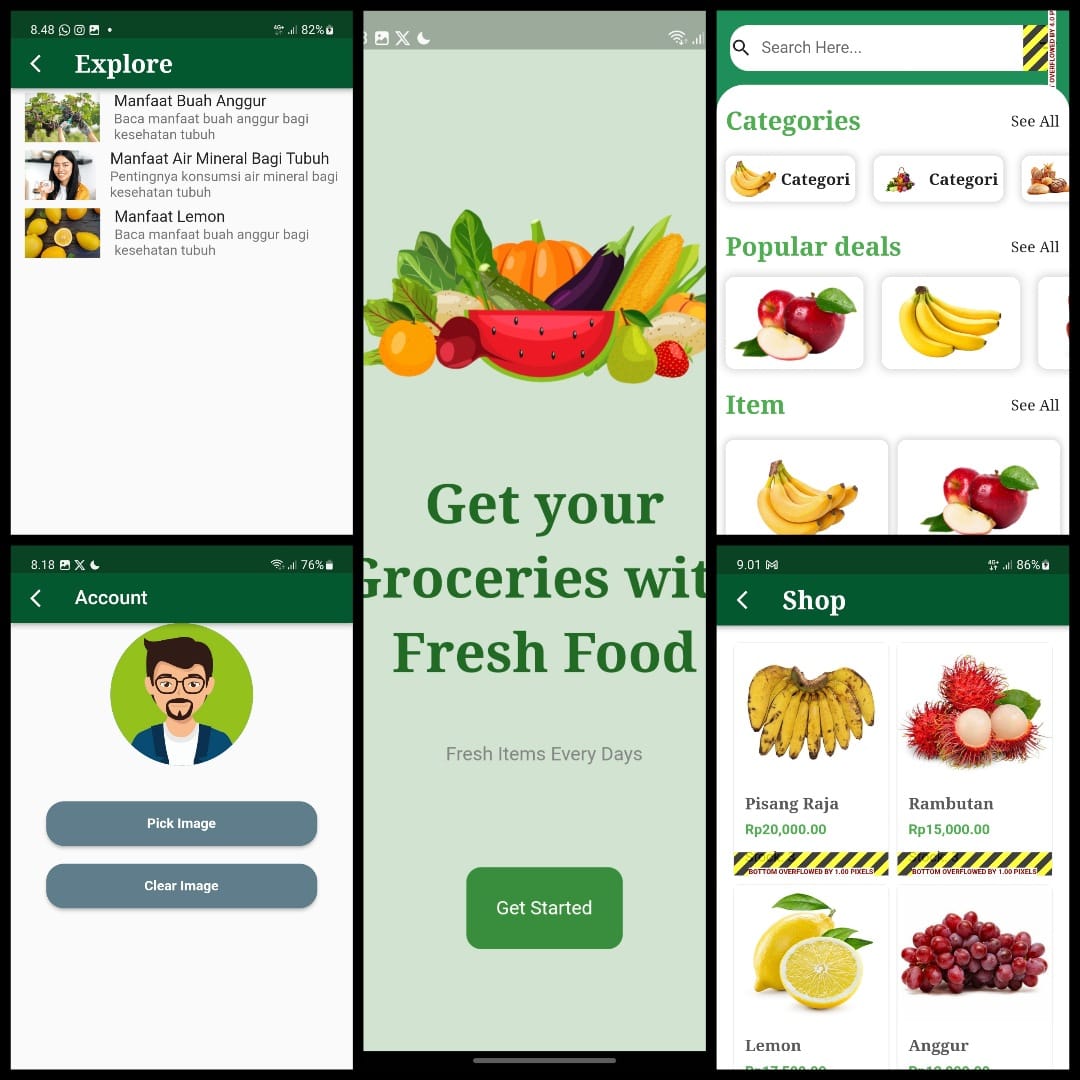 8.48
82%
Explore
Manfaat Buah Anggur
Baca manfaat buah anggur bagi
kesehatan tubuh
Manfaat Air Mineral Bagi Tubuh
Pentingnya konsumsi air mineral bagi
kesehatan tubuh
Manfaat Lemon
Baca manfaat buah anggur bagi
kesehatan tubuh
8.18
76%
Account
Pick Image
Clear Image
Get your
Groceries wit
Fresh Food
Fresh Items Every Days
Get Started
Search Here...
OVERFLOWED BY 4.0 P
Categories
See All
Categori
Categori
Popular deals
See All
Item
See All
9.01
4G+
86%
Shop
Pisang Raja
Rp20,000.00
BOTTOM OVERFLOWED BY 1.00 PIXELS
Rambutan
Rp15,000.00
BOTTOM OVERFLOWED BY 1.00 PIXELS
Lemon
Anggur